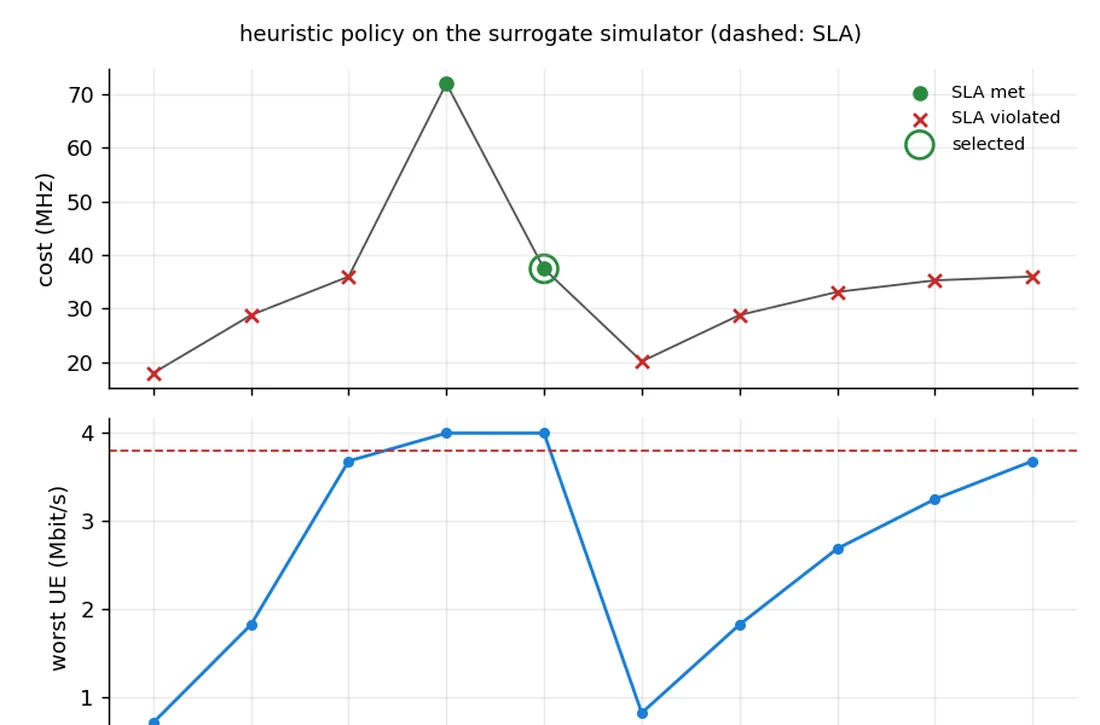 heuristic policy on the surrogate simulator (dashed: SLA)
SLA met
SLA violated
selected
cost (MHz)
70
60
50
40
30
20
worst UE (Mbit/s)
4
3
2
1